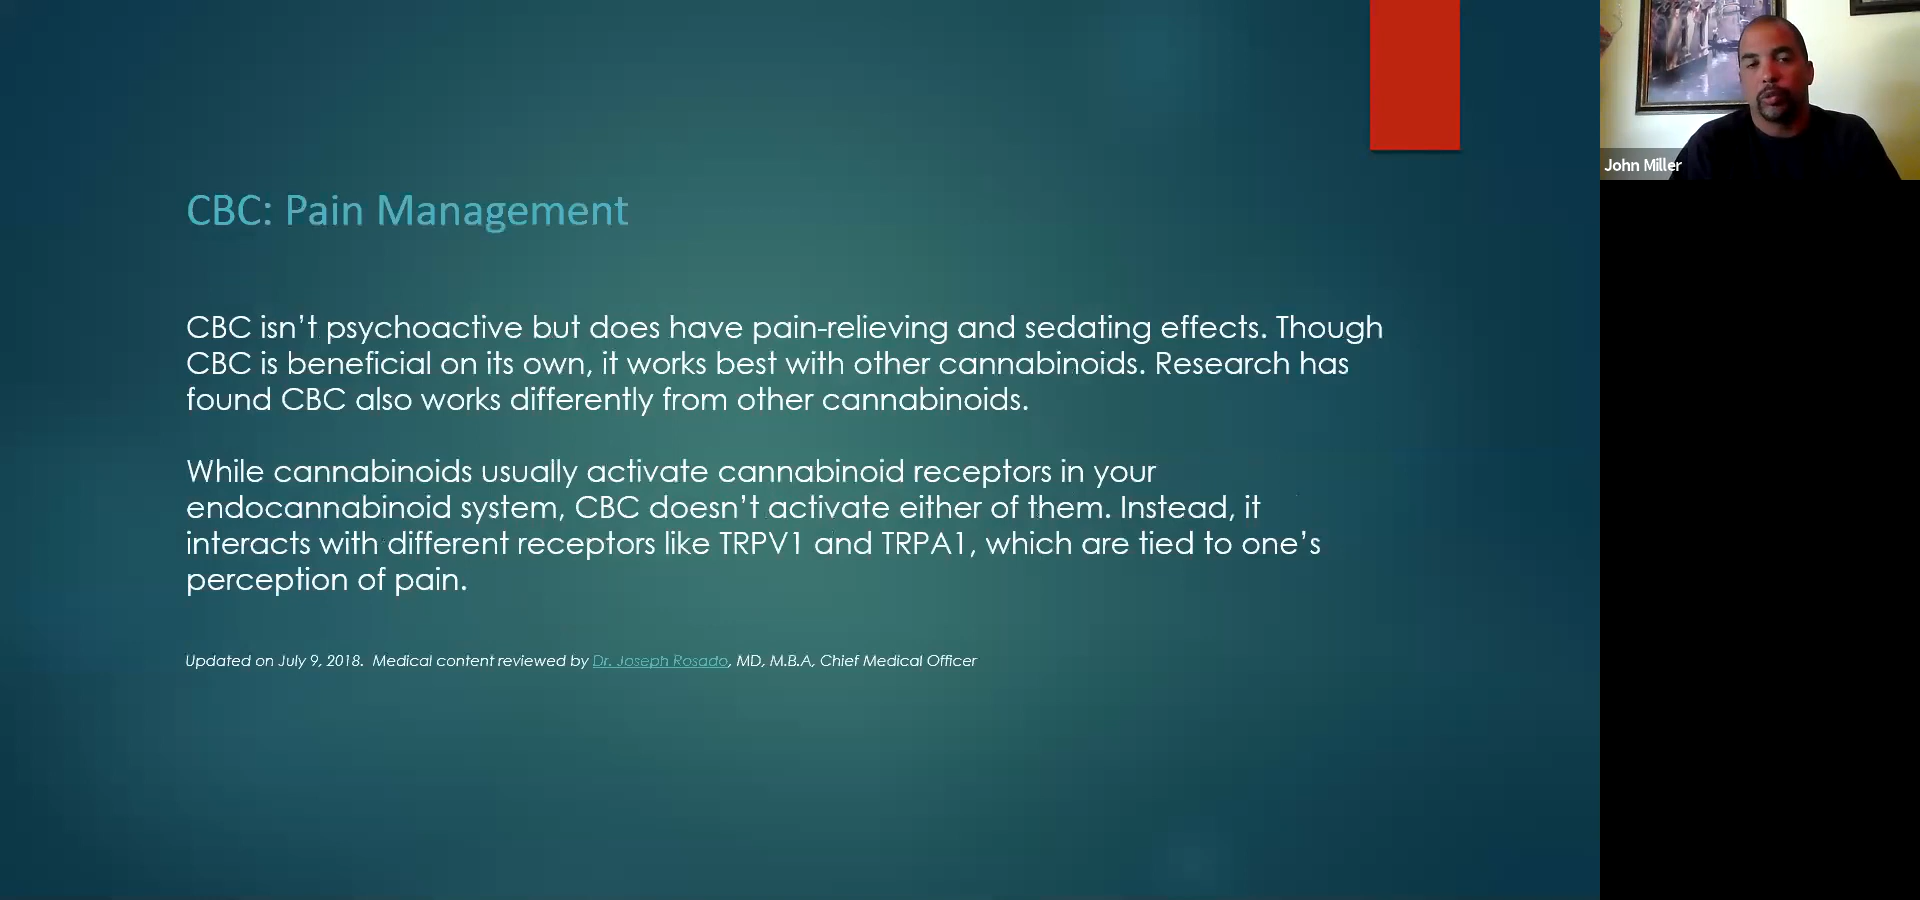 CBC: Pain Management
CBC isn’t psychoactive but does have pain-relieving and sedating effects. Though
CBC is beneficial on its own, it works best with other cannabinoids. Research has
found CBC also works differently from other cannabinoids.
While cannabinoids usually activate cannabinoid receptors in your
endocannabinoid system, CBC doesn’t activate either of them. Instead, it
interacts with different receptors like TRPV1 and TRPA1, which are tied to one’s
perception of pain.
Updated on July 9, 2018.  Medical content reviewed by Dr. Joseph Rosado, MD, M.B.A, Chief Medical Officer
John Miller